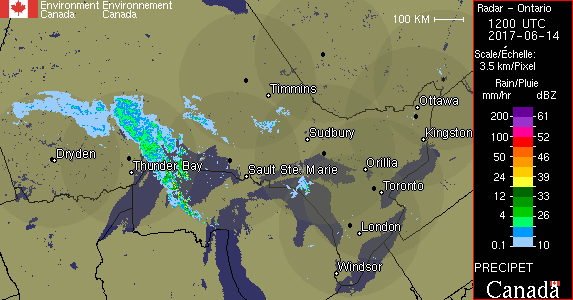 Environment Environnement
Canada Canada
100 KM
Radar - Ontario
1200 UTC
2017-06-14
Scale/Échelle:
3.5 km/Pixel
Rain/Pluie
mm/hr dBZ
200 61
100 52
50 46
24 39
12 33
4 26
0.1 10
PRECIPET
Canada
Timmins
Ottawa
Sudbury
Kingston
Dryden
Thunder Bay
Sault Ste. Marie
Orillia
Toronto
London
Windsor